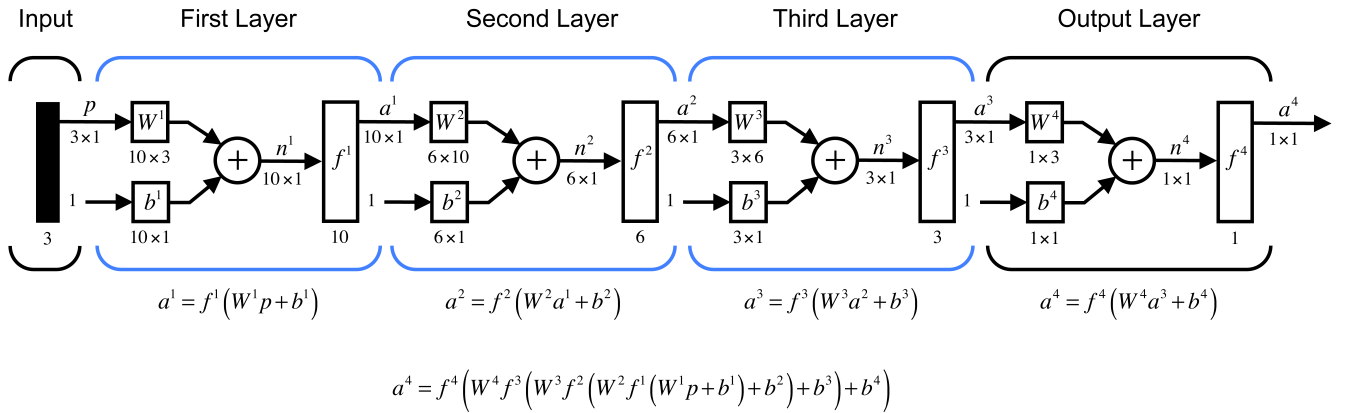 Input First Layer Second Layer Third Layer Output Layer
p a¹ a² a³ a⁴
W¹ W² W³ W⁴
3×1 10×1 6×1 3×1 1×1
10×3 n¹ 6×10 n² 3×6 n³ 1×3 n⁴
+ f¹ + f² + f³ + f⁴
10×1 6×1 3×1 1×1
1 b¹ 1 b² 1 b³ 1 b⁴
3 10×1 10 6×1 6 3×1 3 1×1 1
a¹ = f¹(W¹p+b¹) a² = f²(W²a¹+b²) a³ = f³(W³a²+b³) a⁴ = f⁴(W⁴a³+b⁴)
a⁴ = f⁴(W⁴f³(W³f²(W²f¹(W¹p+b¹)+b²)+b³)+b⁴)